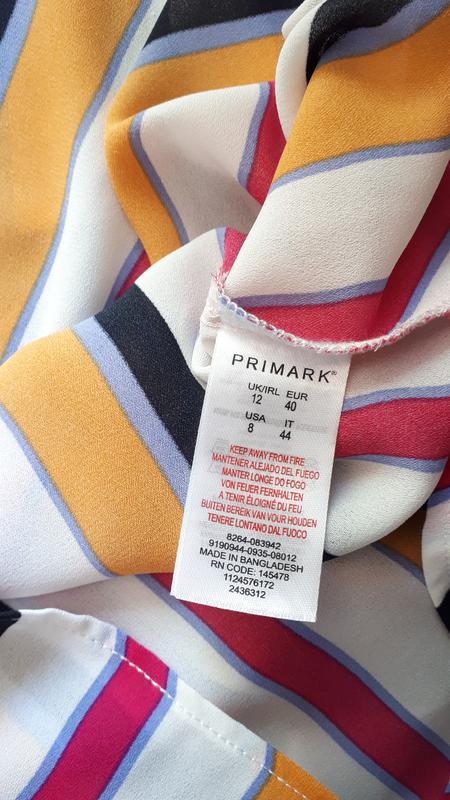 PRIMARK®
UK/IRL EUR
12 40
USA IT
8 44
KEEP AWAY FROM FIRE
MANTENER ALEJADO DEL FUEGO
MANTER LONGE DO FOGO
VON FEUER FERNHALTEN
A TENIR ÉLOIGNÉ DU FEU
BUITEN BEREIK VAN VUUR HOUDEN
TENERE LONTANO DAL FUOCO
8264-083942
9190944-0935-08012
MADE IN BANGLADESH
RN CODE: 145478
1124576172
2436312